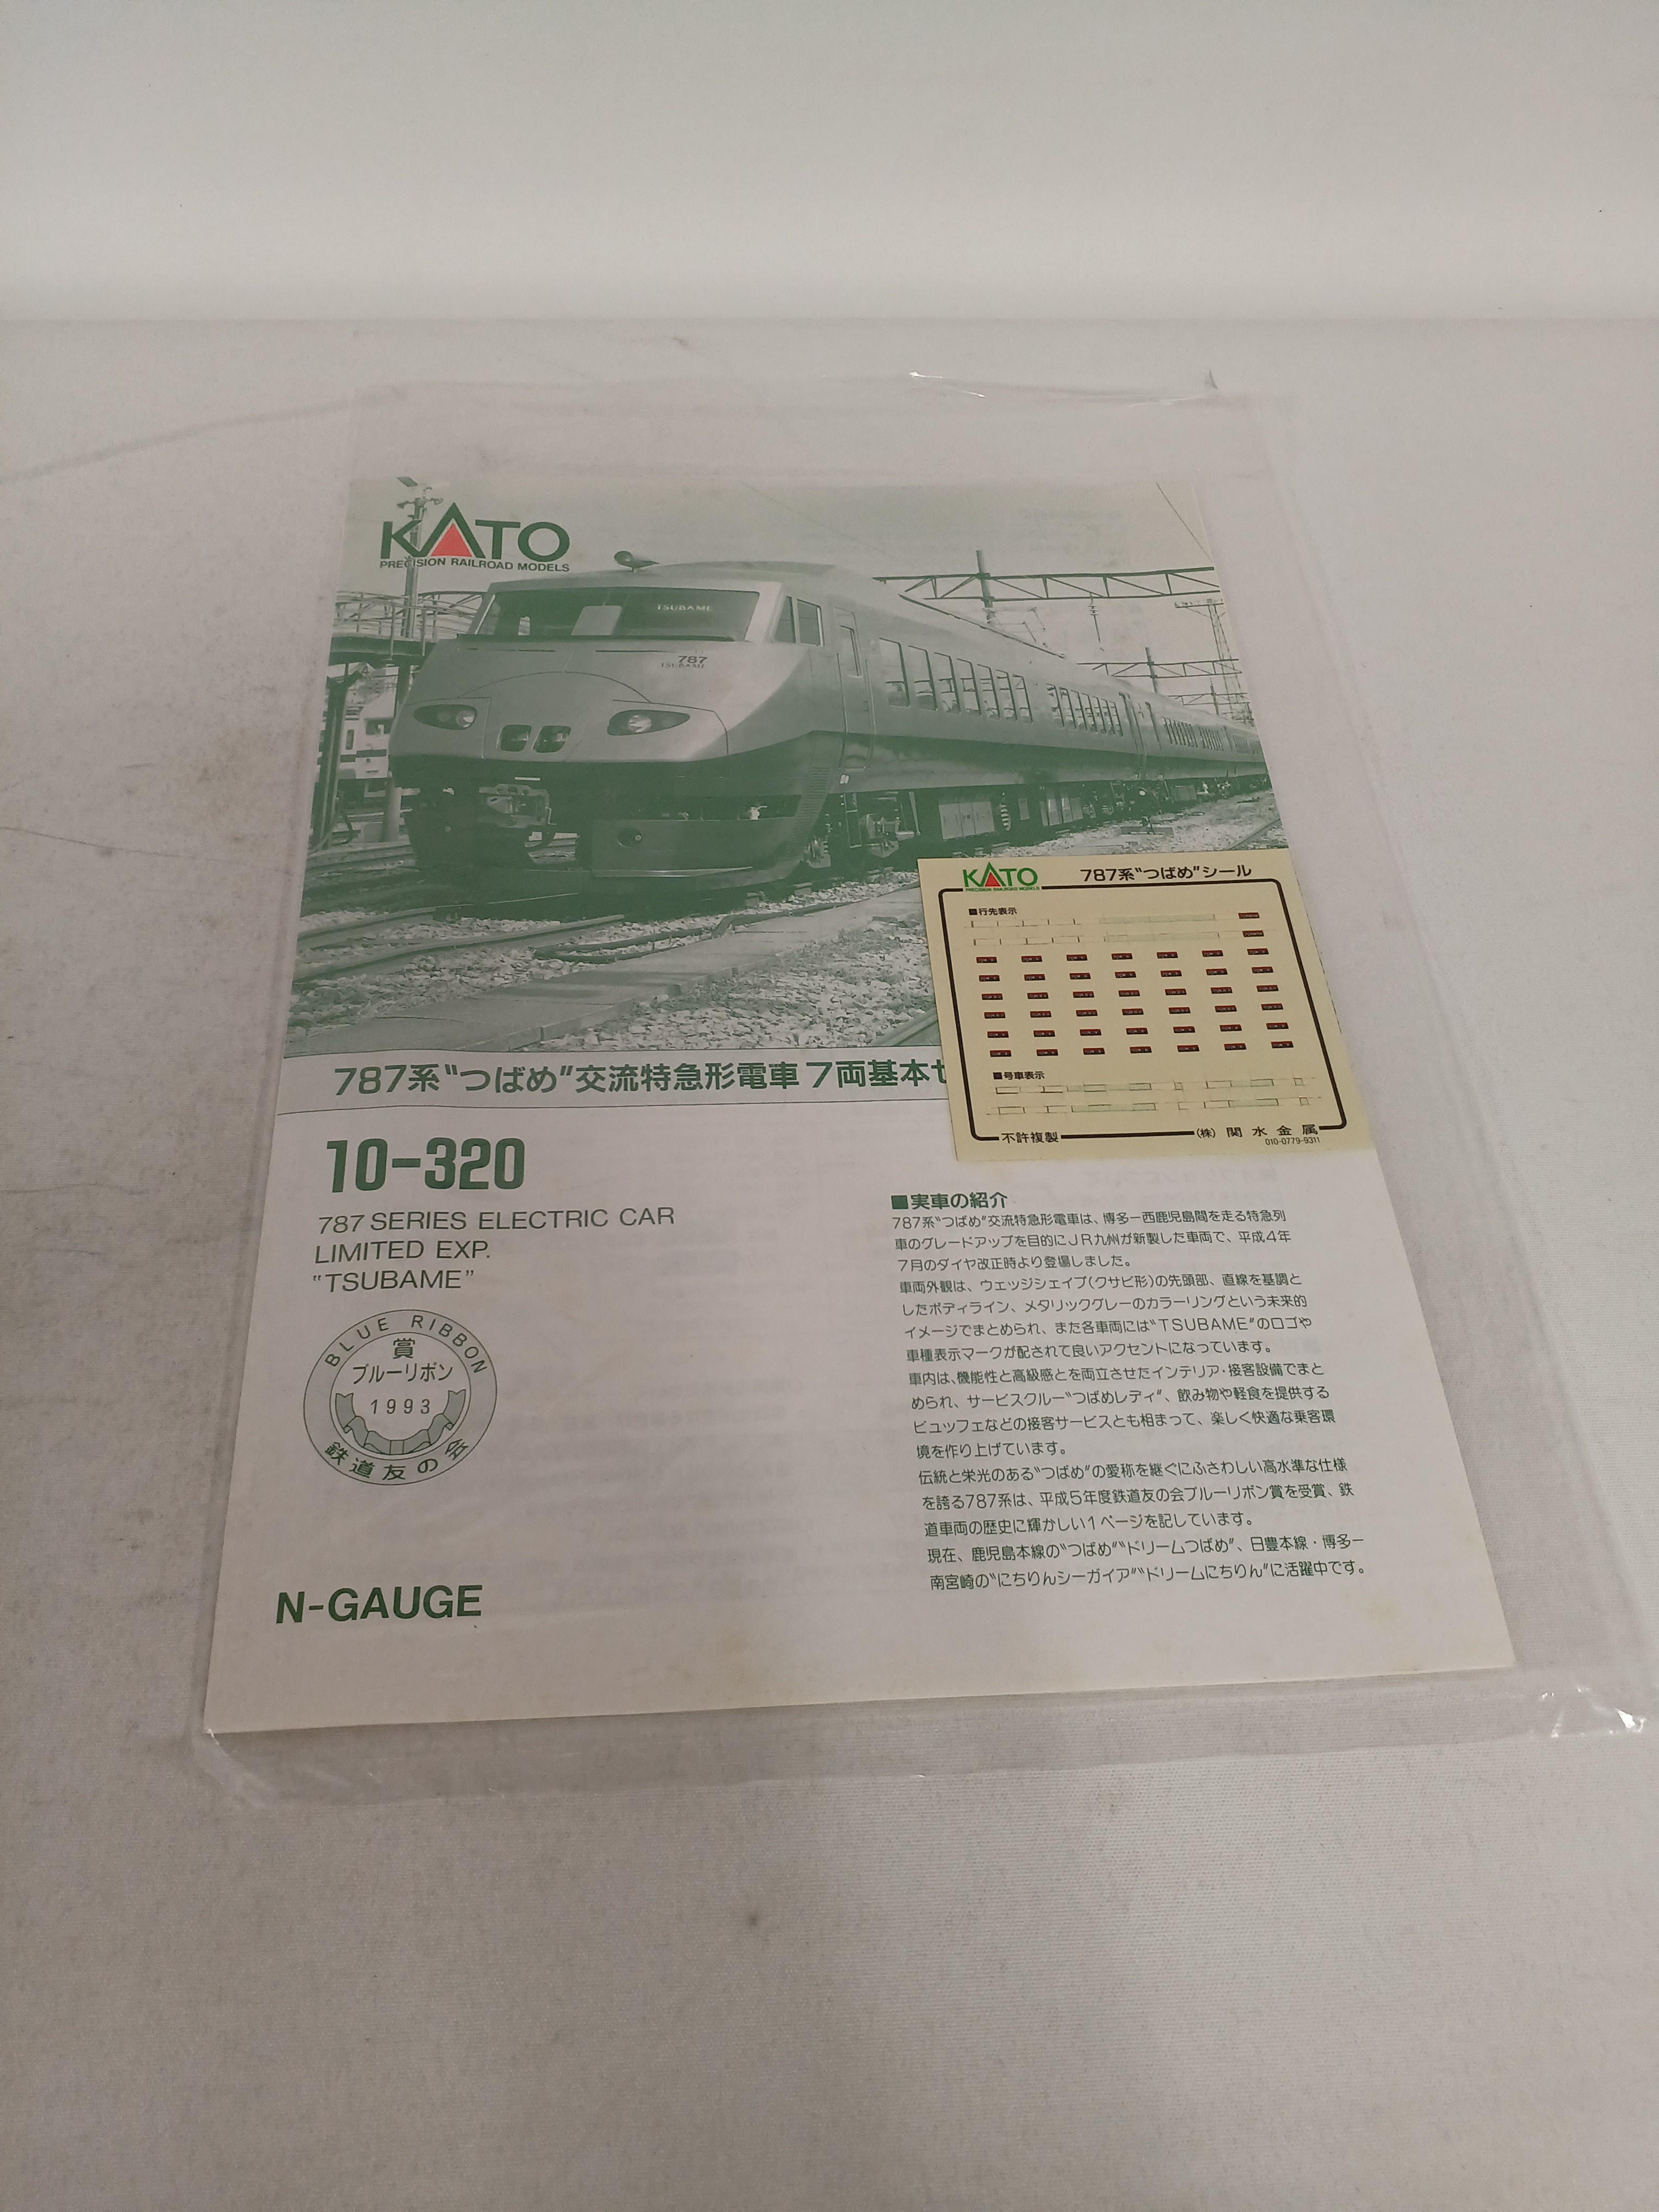 KATO
PRECISION RAILROAD MODELS
TSUBAME
787
TSUBAME
KATO
PRECISION RAILROAD MODELS
787系“つばめ”シール
■行先表示
■号車表示
不許複製
(株) 関水金属
010-0779-9311
787系“つばめ”交流特急形電車7両基本セ
10-320
787 SERIES ELECTRIC CAR
LIMITED EXP.
“TSUBAME”
BLUE RIBBON
賞
ブルーリボン
1993
鉄道友の会
N-GAUGE
■実車の紹介
787系“つばめ”交流特急形電車は、博多ー西鹿児島間を走る特急列
車のグレードアップを目的にJR九州が新製した車両で、平成4年
7月のダイヤ改正時より登場しました。
車両外観は、ウェッジシェイプ(クサビ形)の先頭部、直線を基調と
したボディライン、メタリックグレーのカラーリングという未来的
イメージでまとめられ、また各車両には“TSUBAME”のロゴや
車種表示マークが配されて良いアクセントになっています。
車内は、機能性と高級感とを両立させたインテリア・接客設備でまと
められ、サービスクルー“つばめレディ”、飲み物や軽食を提供する
ビュッフェなどの接客サービスとも相まって、楽しく快適な乗客環
境を作り上げています。
伝統と栄光のある“つばめ”の愛称を継ぐにふさわしい高水準な仕様
を誇る787系は、平成5年度鉄道友の会ブルーリボン賞を受賞、鉄
道車両の歴史に輝かしい1ページを記しています。
現在、鹿児島本線の“つばめ”“ドリームつばめ”、日豊本線・博多ー
南宮崎の“にちりんシーガイア”“ドリームにちりん”に活躍中です。